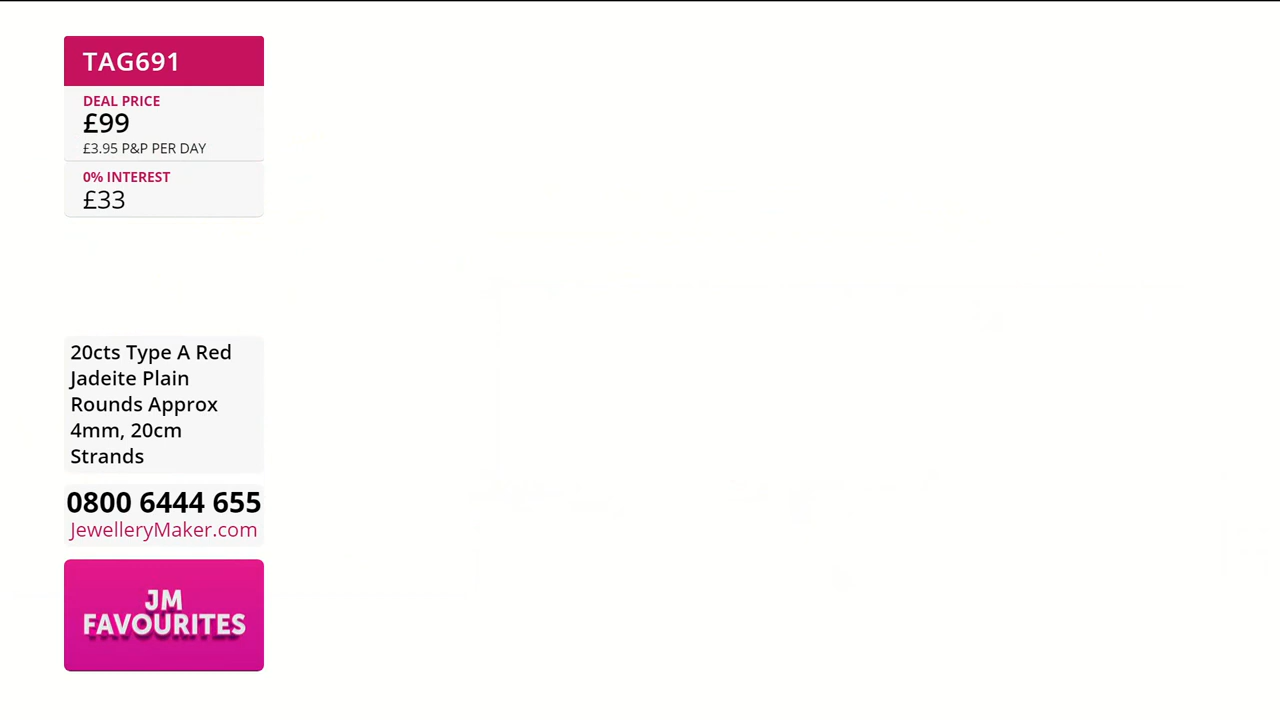 TAG691
DEAL PRICE
£99
£3.95 P&P PER DAY
0% INTEREST
£33
20cts Type A Red
Jadeite Plain
Rounds Approx
4mm, 20cm
Strands
0800 6444 655
JewelleryMaker.com
JM
FAVOURITES